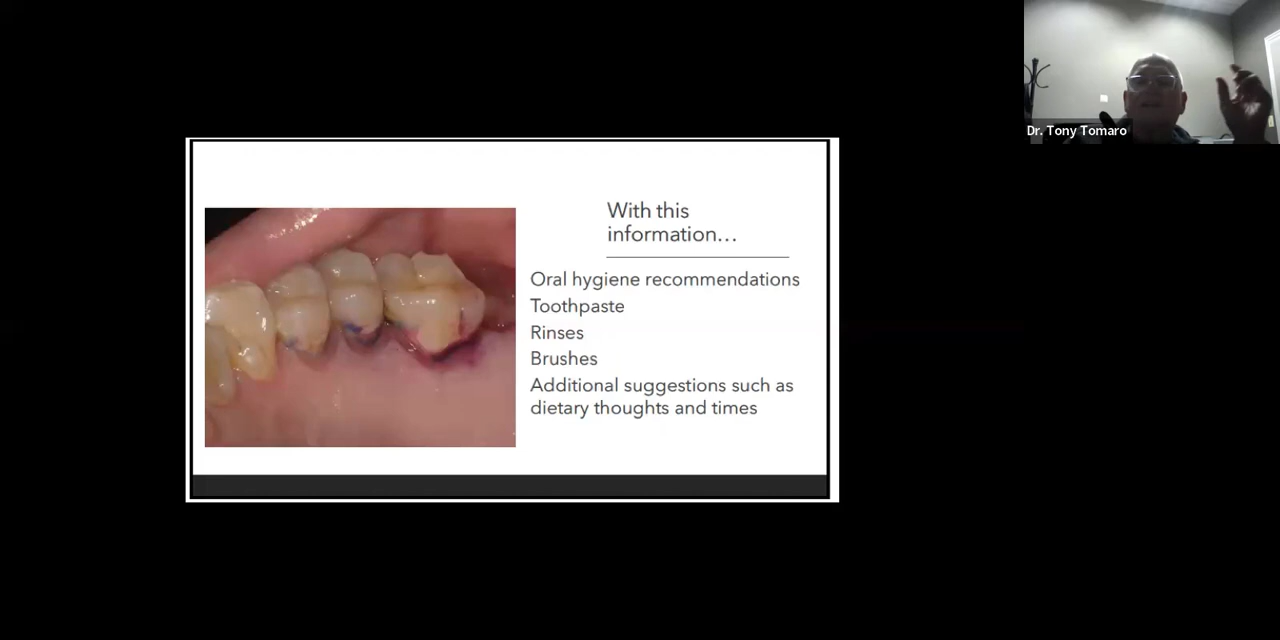 Dr. Tony Tomaro
With this
information...
Oral hygiene recommendations
Toothpaste
Rinses
Brushes
Additional suggestions such as
dietary thoughts and times